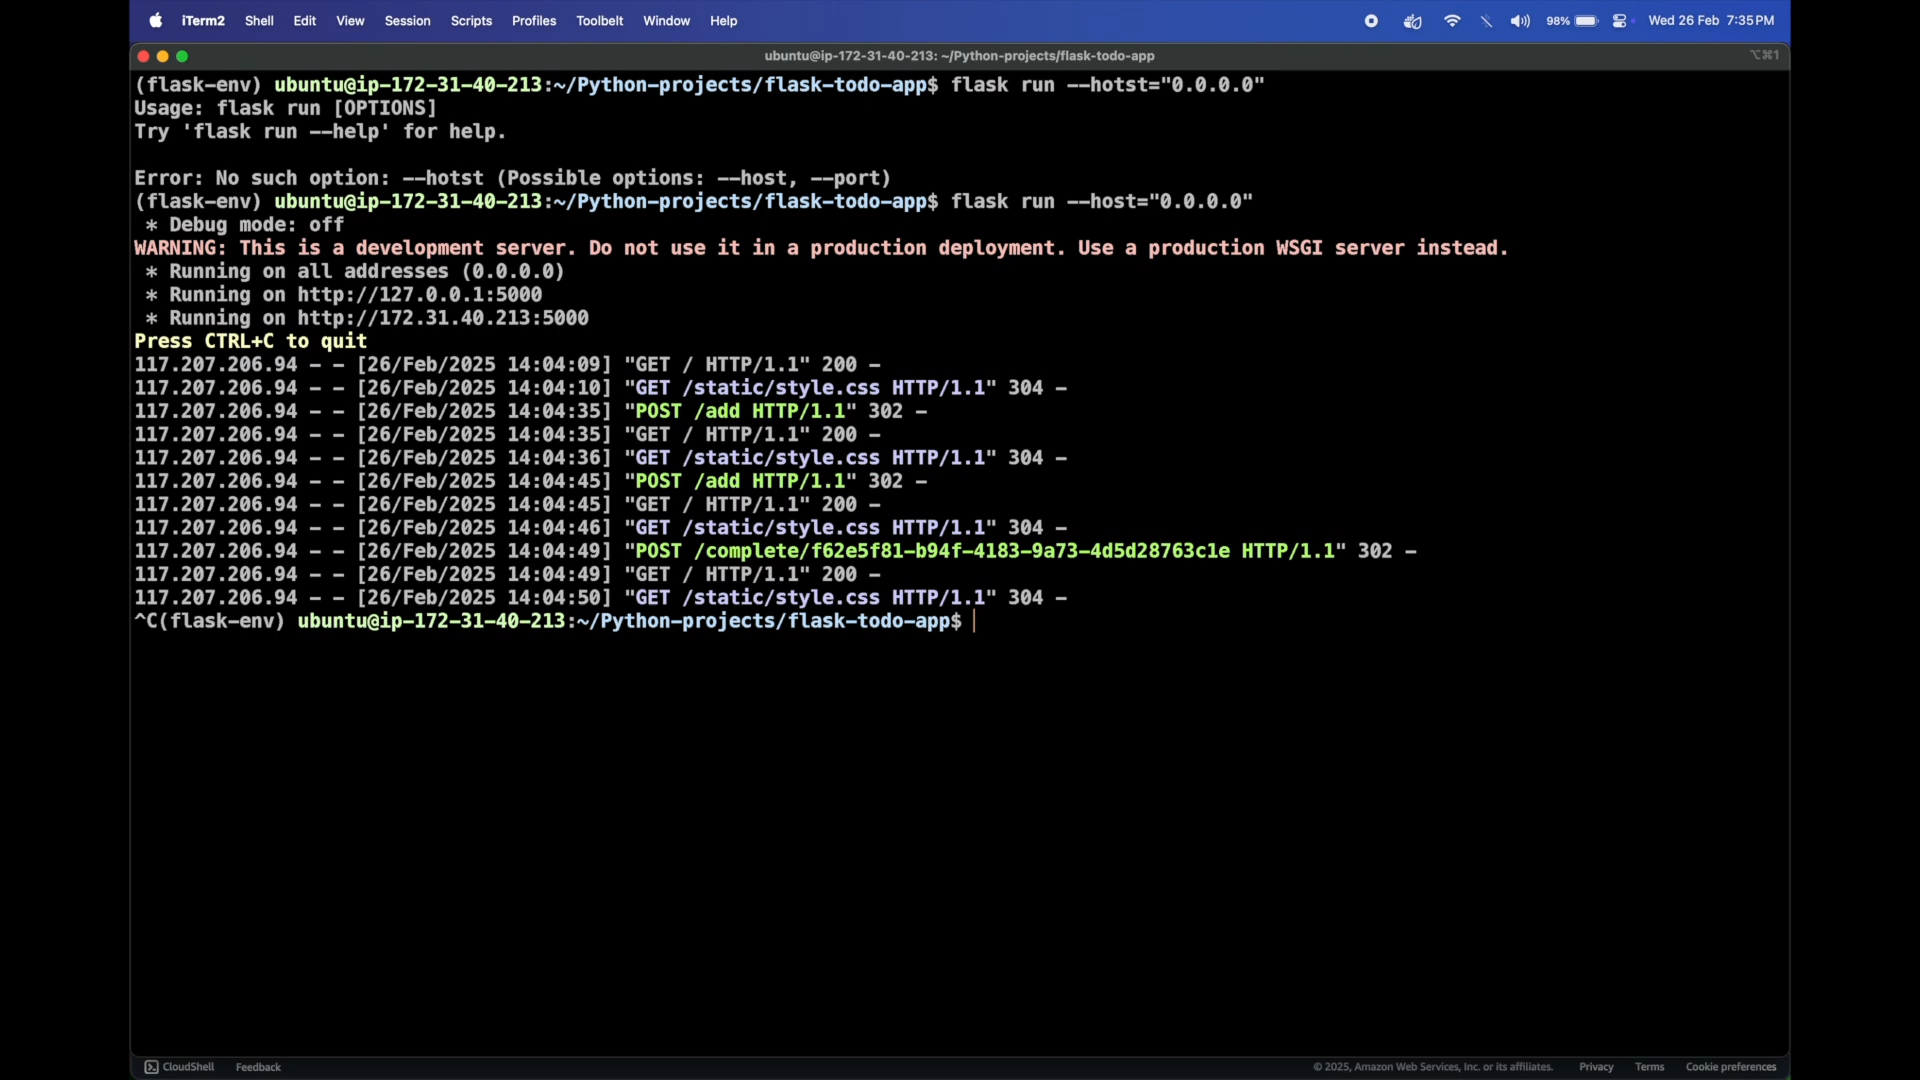 iTerm2 Shell Edit View Session Scripts Profiles Toolbelt Window Help 98% Wed 26 Feb 7:35 PM
ubuntu@ip-172-31-40-213: ~/Python-projects/flask-todo-app ⌥⌘1
(flask-env) ubuntu@ip-172-31-40-213:~/Python-projects/flask-todo-app$ flask run --hotst="0.0.0.0"
Usage: flask run [OPTIONS]
Try 'flask run --help' for help.
Error: No such option: --hotst (Possible options: --host, --port)
(flask-env) ubuntu@ip-172-31-40-213:~/Python-projects/flask-todo-app$ flask run --host="0.0.0.0"
* Debug mode: off
WARNING: This is a development server. Do not use it in a production deployment. Use a production WSGI server instead.
* Running on all addresses (0.0.0.0)
* Running on http://127.0.0.1:5000
* Running on http://172.31.40.213:5000
Press CTRL+C to quit
117.207.206.94 - - [26/Feb/2025 14:04:09] "GET / HTTP/1.1" 200 -
117.207.206.94 - - [26/Feb/2025 14:04:10] "GET /static/style.css HTTP/1.1" 304 -
117.207.206.94 - - [26/Feb/2025 14:04:35] "POST /add HTTP/1.1" 302 -
117.207.206.94 - - [26/Feb/2025 14:04:35] "GET / HTTP/1.1" 200 -
117.207.206.94 - - [26/Feb/2025 14:04:36] "GET /static/style.css HTTP/1.1" 304 -
117.207.206.94 - - [26/Feb/2025 14:04:45] "POST /add HTTP/1.1" 302 -
117.207.206.94 - - [26/Feb/2025 14:04:45] "GET / HTTP/1.1" 200 -
117.207.206.94 - - [26/Feb/2025 14:04:46] "GET /static/style.css HTTP/1.1" 304 -
117.207.206.94 - - [26/Feb/2025 14:04:49] "POST /complete/f62e5f81-b94f-4183-9a73-4d5d28763c1e HTTP/1.1" 302 -
117.207.206.94 - - [26/Feb/2025 14:04:49] "GET / HTTP/1.1" 200 -
117.207.206.94 - - [26/Feb/2025 14:04:50] "GET /static/style.css HTTP/1.1" 304 -
^C(flask-env) ubuntu@ip-172-31-40-213:~/Python-projects/flask-todo-app$
CloudShell Feedback © 2025, Amazon Web Services, Inc. or its affiliates. Privacy Terms Cookie preferences